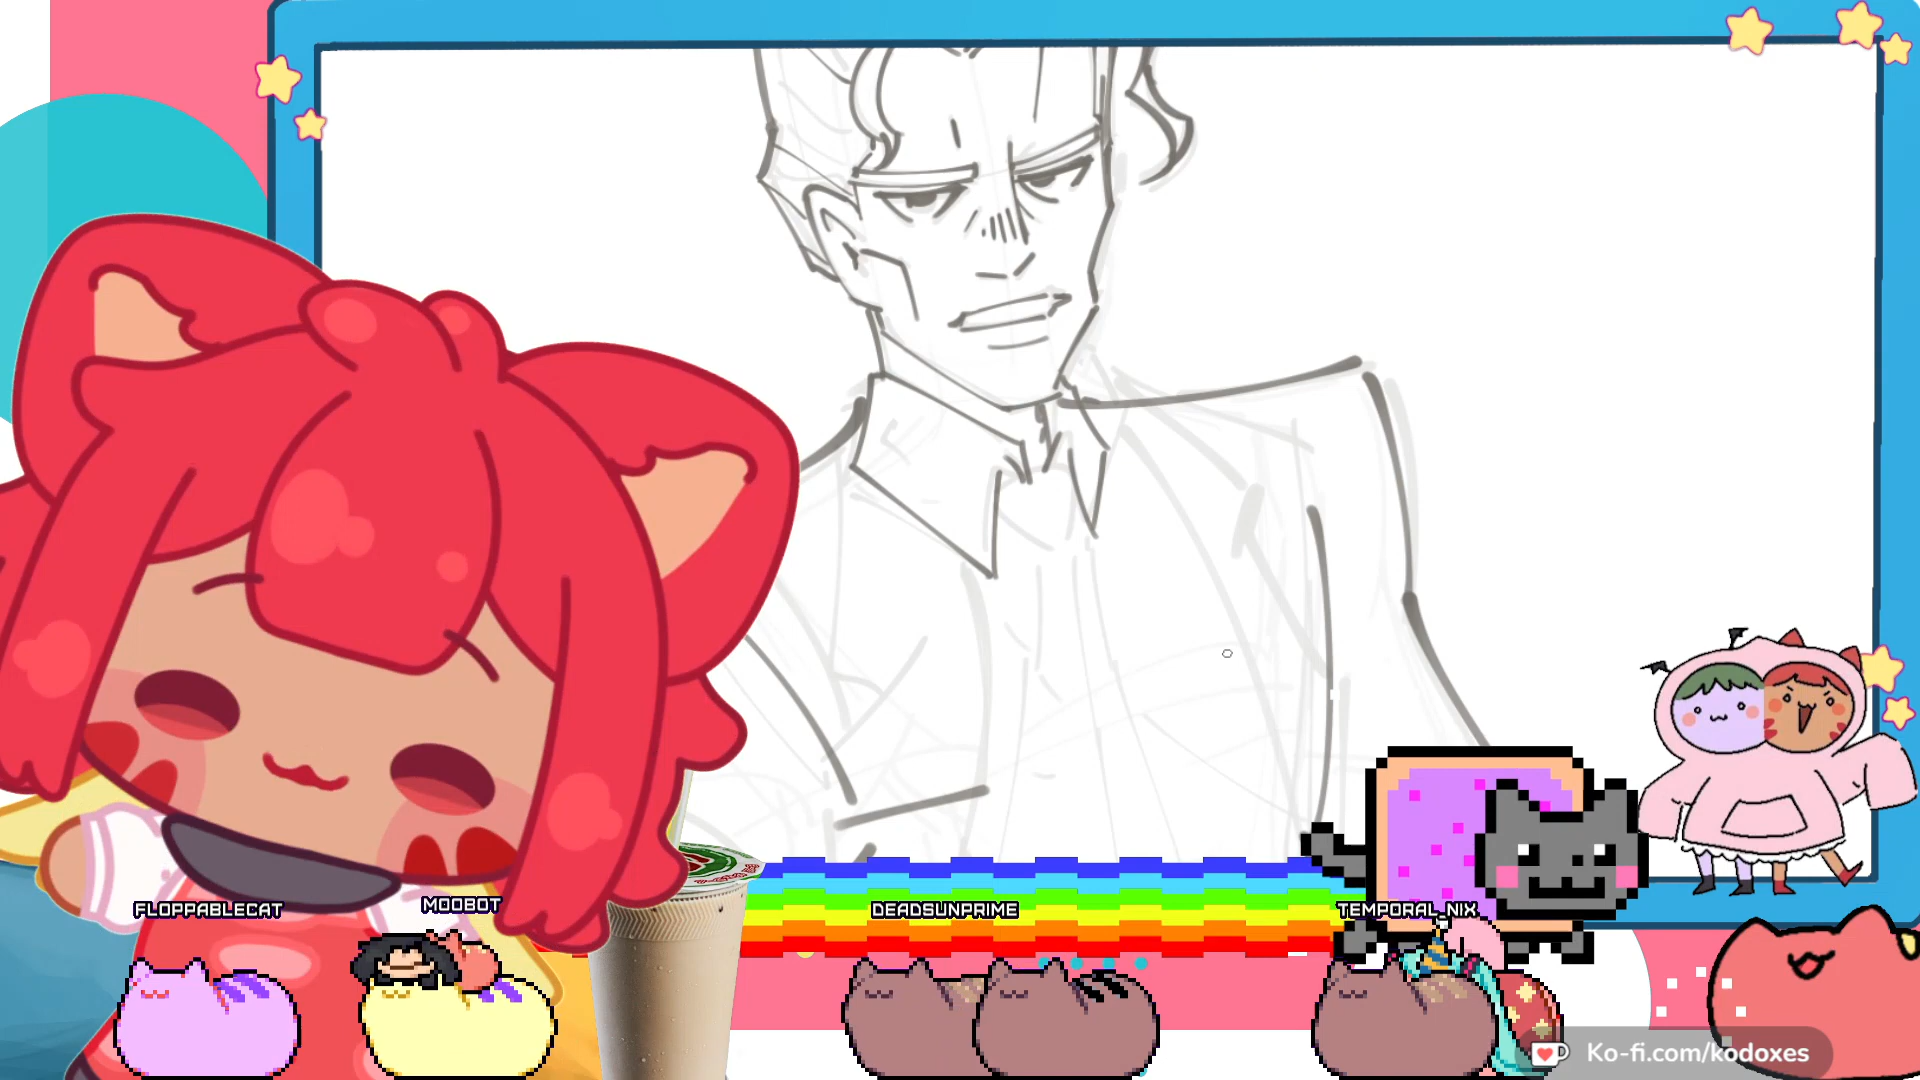 FLOPPABLECAT
MOOBOT
DEADSUNPRIME
TEMPORAL_NIX
Ko-fi.com/kodoxes